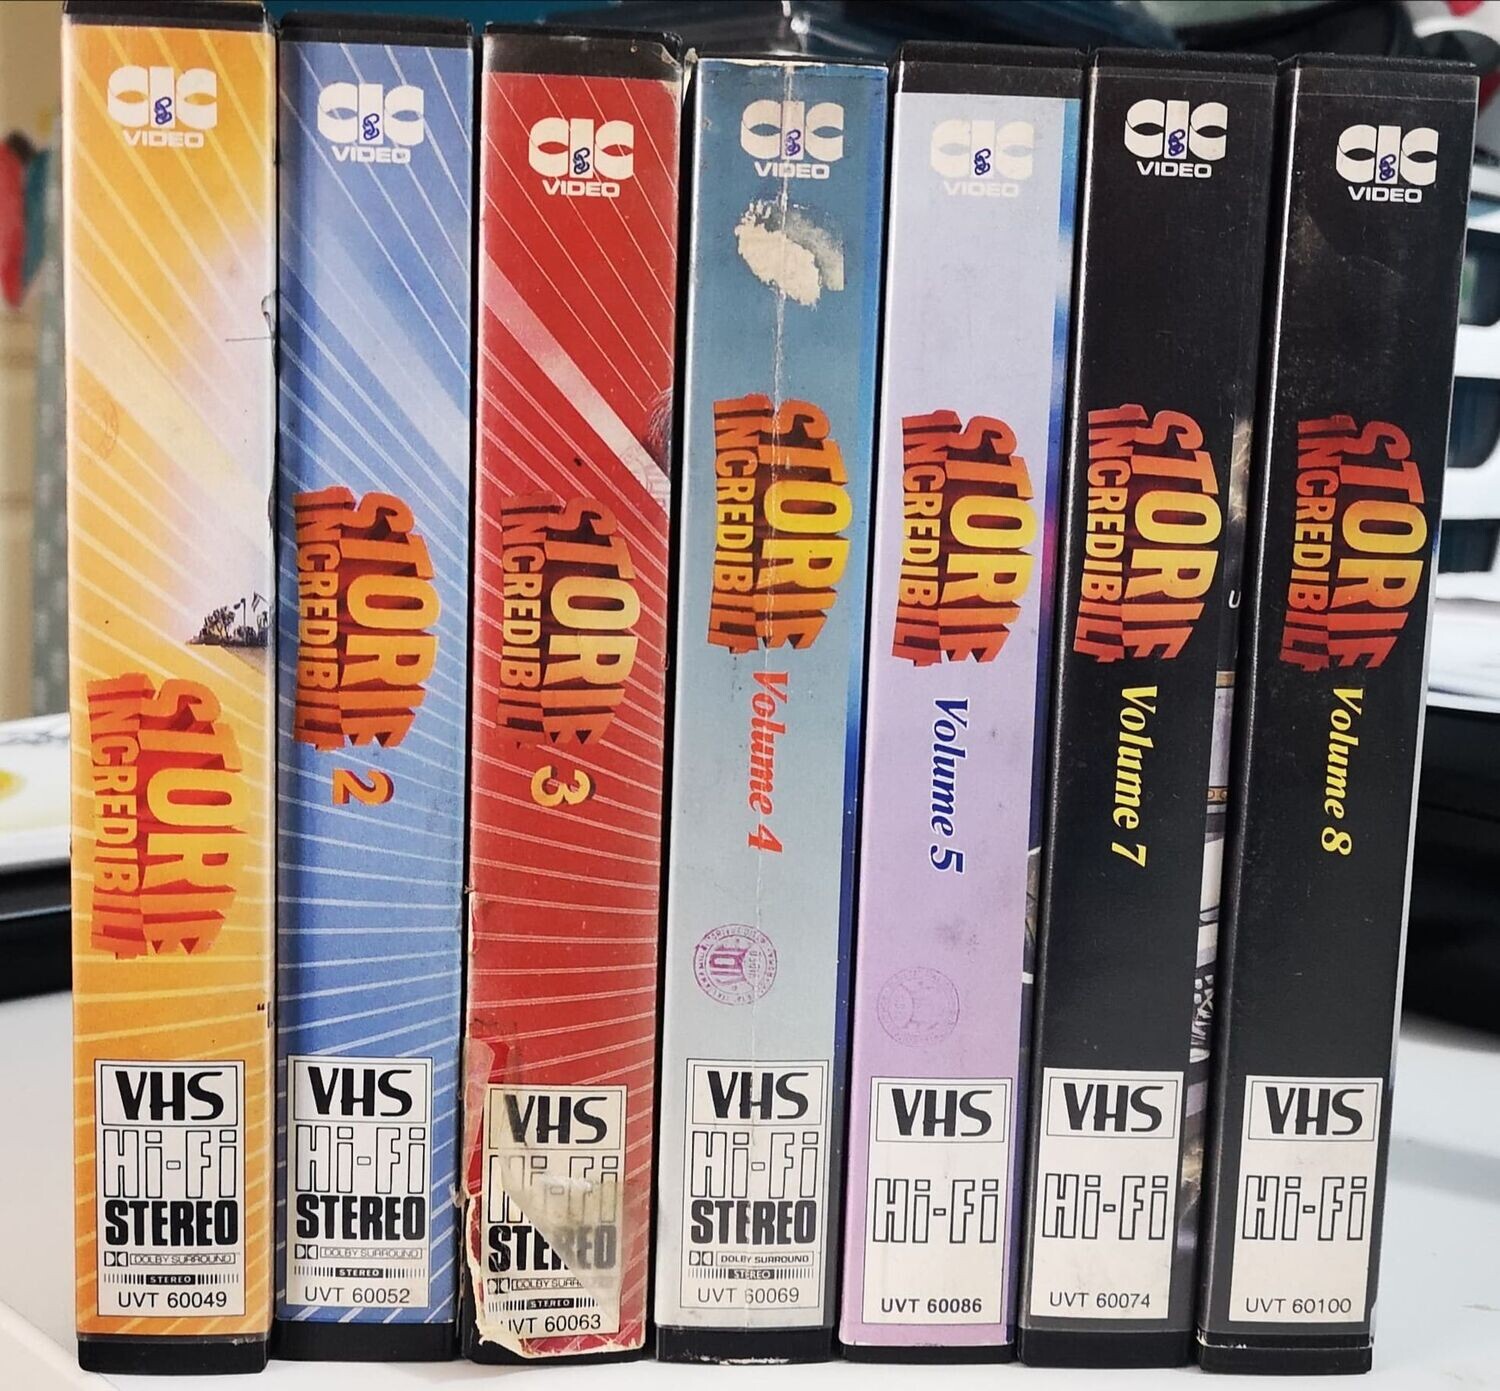 CIC
VIDEO
STORIE
INCREDIBILI
VHS
Hi-Fi
STEREO
DOLBY SURROUND
STEREO
UVT 60049
CIC
VIDEO
STORIE
INCREDIBILI
2
VHS
Hi-Fi
STEREO
DOLBY SURROUND
STEREO
UVT 60052
CIC
VIDEO
STORIE
INCREDIBILI
3
VHS
Hi-Fi
STEREO
DOLBY SURR
STEREO
UVT 60063
CIC
VIDEO
STORIE
INCREDIBILI
Volume 4
VHS
Hi-Fi
STEREO
DOLBY SURROUND
STEREO
UVT 60069
CIC
VIDEO
STORIE
INCREDIBILI
Volume 5
VHS
Hi-Fi
UVT 60086
CIC
VIDEO
STORIE
INCREDIBILI
Volume 7
VHS
Hi-Fi
UVT 60074
CIC
VIDEO
STORIE
INCREDIBILI
Volume 8
VHS
Hi-Fi
UVT 60100